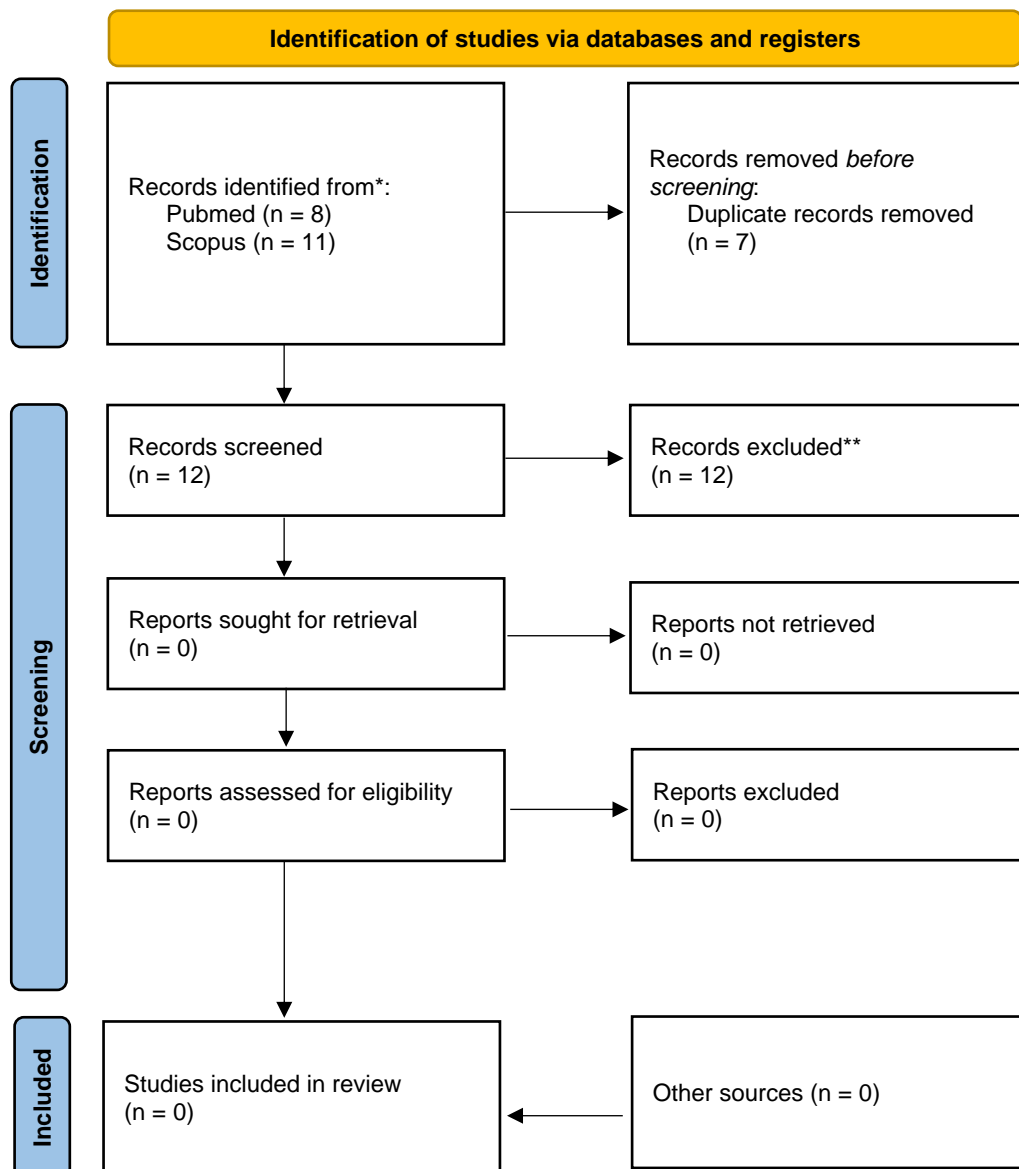 Identification of studies via databases and registers
Identification
Records identified from*:
Pubmed (n = 8)
Scopus (n = 11)
Records removed before
screening:
Duplicate records removed
(n = 7)
Screening
Records screened
(n = 12)
Records excluded**
(n = 12)
Reports sought for retrieval
(n = 0)
Reports not retrieved
(n = 0)
Reports assessed for eligibility
(n = 0)
Reports excluded
(n = 0)
Included
Studies included in review
(n = 0)
Other sources (n = 0)